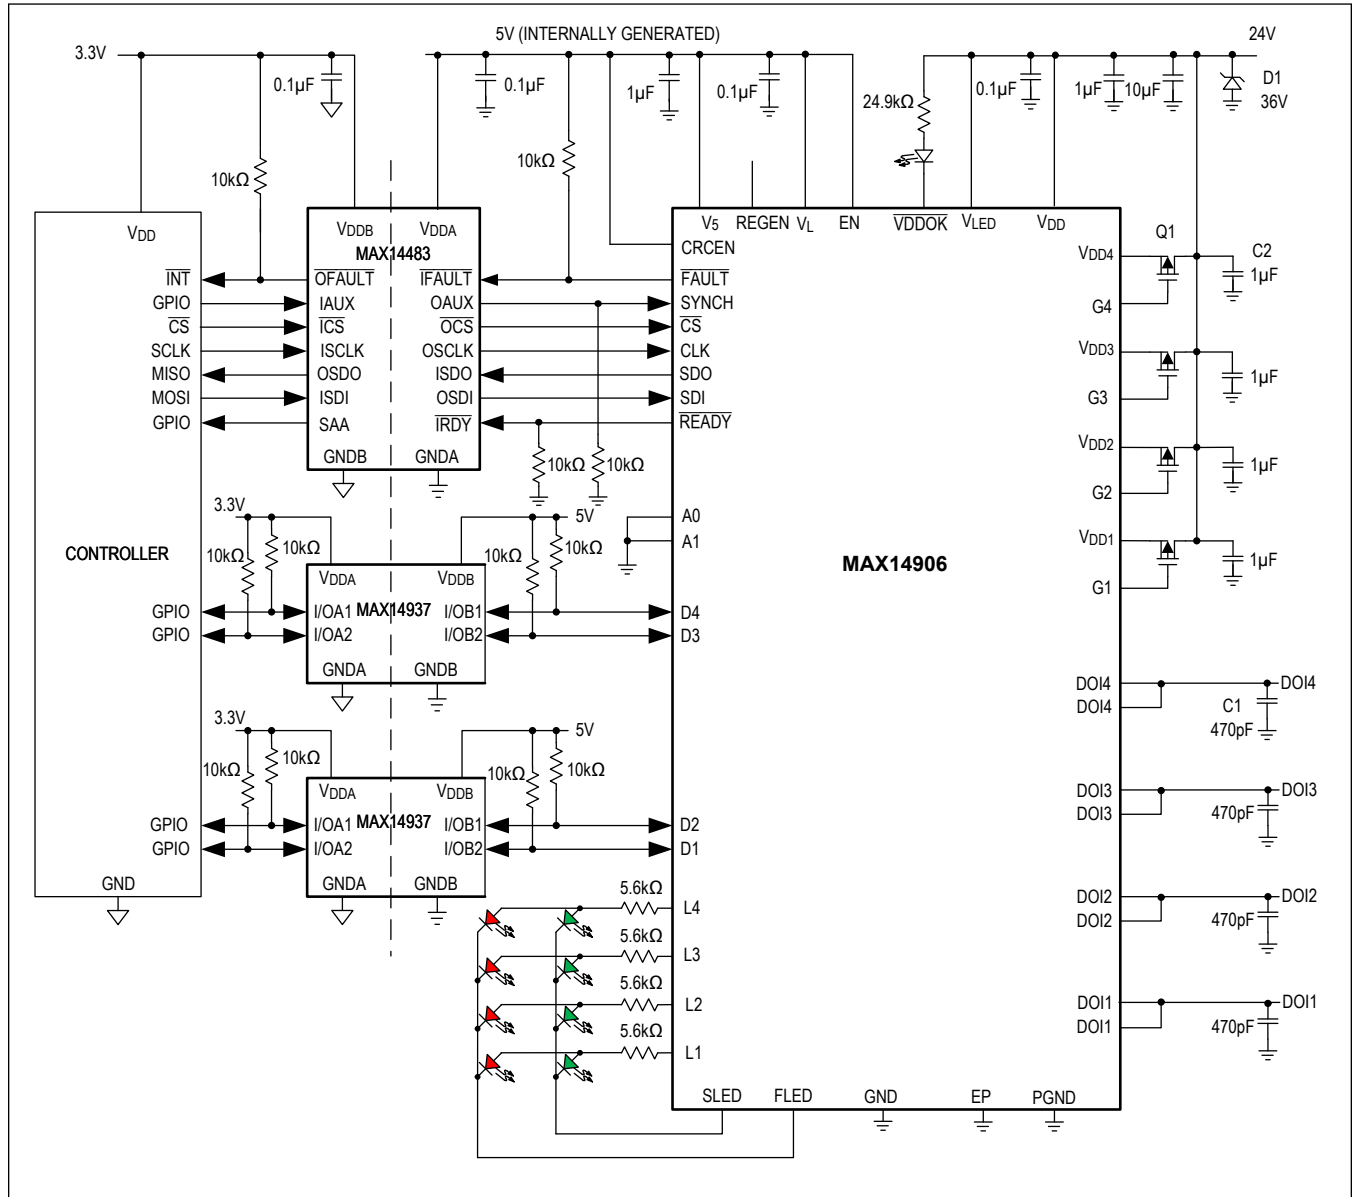 3.3V
5V (INTERNALLY GENERATED)
24V
0.1µF
0.1µF
1µF
0.1µF
24.9kΩ
0.1µF
1µF
10µF
D1
36V
10kΩ
10kΩ
VDD
VDDB
VDDA
MAX14483
V5
REGEN
VL
EN
VDDOK
VLED
VDD
CRCEN
Q1
C2
1µF
VDD4
G4
INT
OFAULT
IFAULT
FAULT
GPIO
IAUX
OAUX
SYNCH
CS
ICS
OCS
CS
SCLK
ISCLK
OSCLK
CLK
MISO
OSDO
ISDO
SDO
MOSI
ISDI
OSDI
SDI
GPIO
SAA
IRDY
READY
GNDB
GNDA
10kΩ
10kΩ
VDD3
G3
1µF
VDD2
G2
1µF
VDD1
G1
1µF
3.3V
5V
A0
A1
CONTROLLER
MAX14906
10kΩ
10kΩ
10kΩ
10kΩ
VDDA
VDDB
GPIO
I/OA1
MAX14937
I/OB1
D4
GPIO
I/OA2
I/OB2
D3
GNDA
GNDB
DOI4
DOI4
DOI4
C1
470pF
3.3V
5V
10kΩ
10kΩ
10kΩ
10kΩ
VDDA
VDDB
DOI3
DOI3
DOI3
470pF
GPIO
I/OA1
MAX14937
I/OB1
D2
GPIO
I/OA2
I/OB2
D1
GND
GNDA
GNDB
5.6kΩ
L4
5.6kΩ
L3
5.6kΩ
L2
5.6kΩ
L1
DOI2
DOI2
DOI2
470pF
DOI1
DOI1
DOI1
470pF
SLED
FLED
GND
EP
PGND